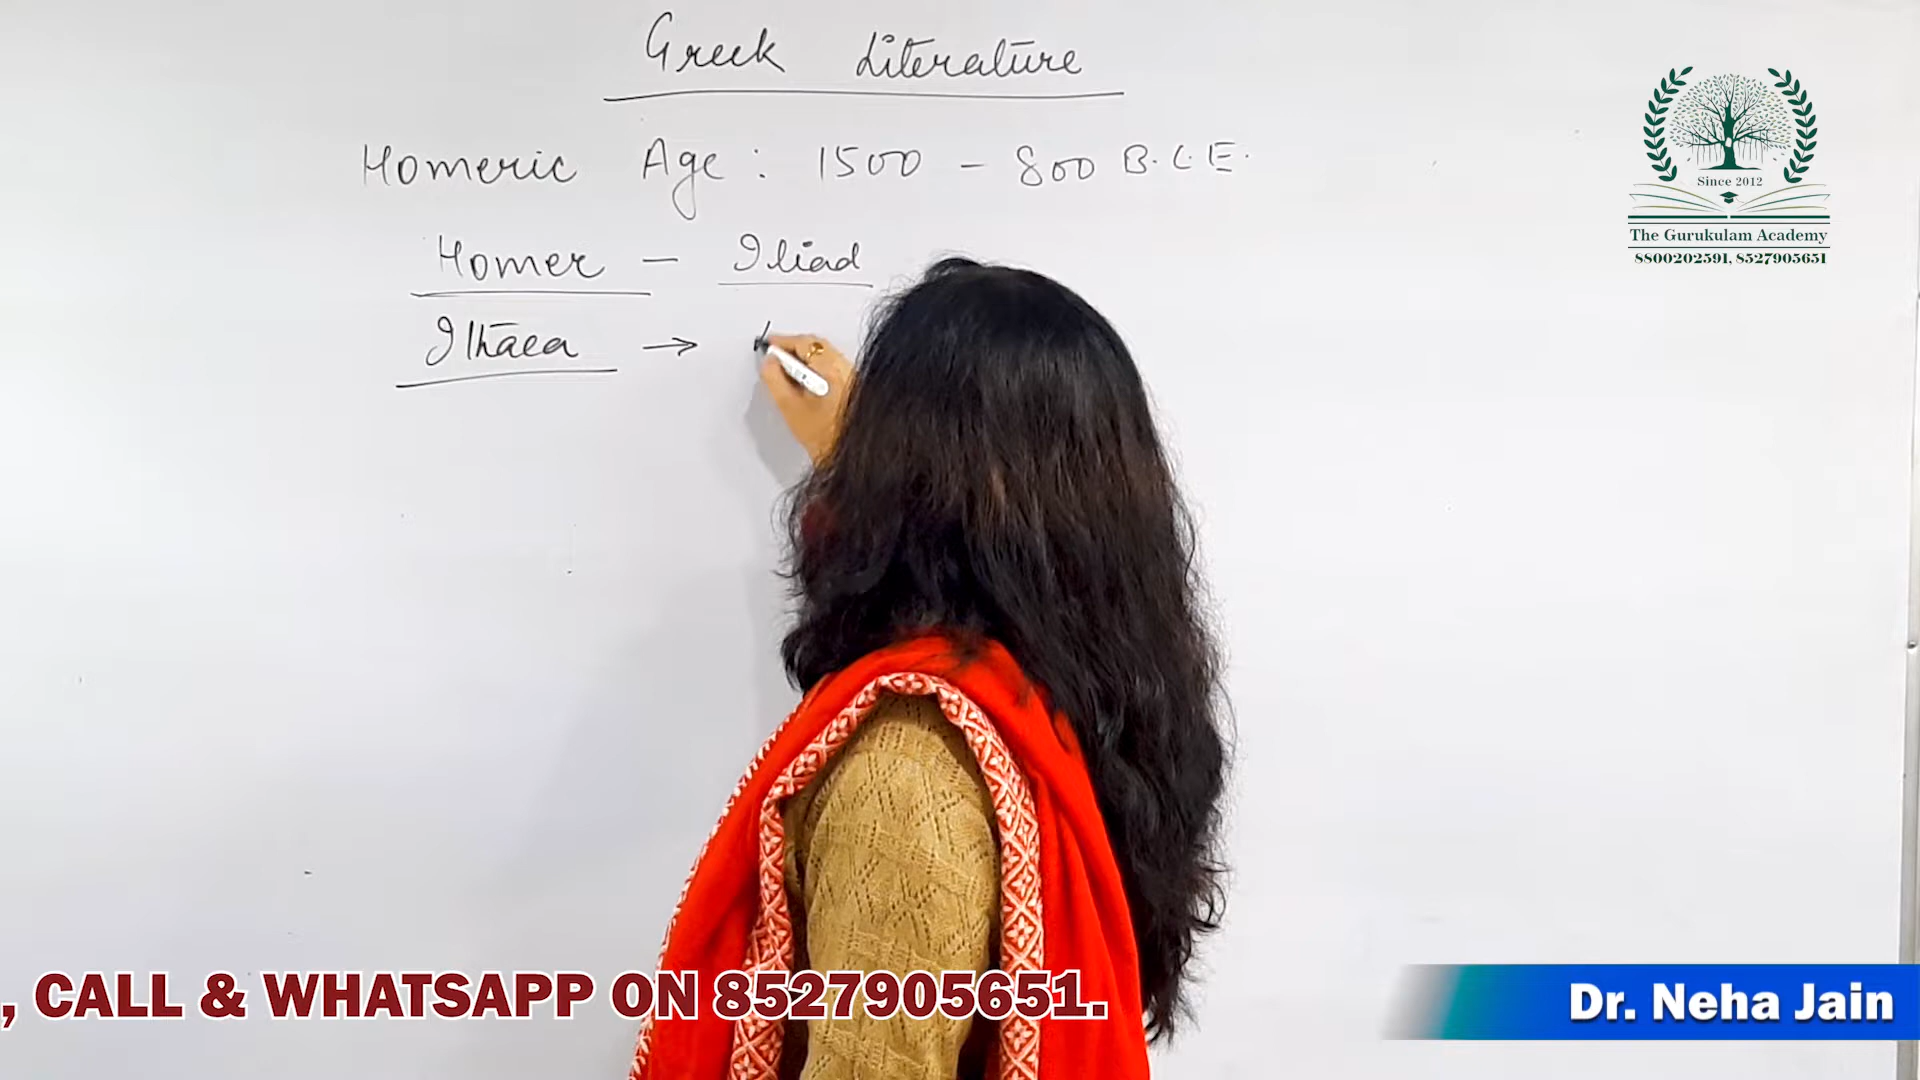 Greek Literature
Homeric Age : 1500 - 800 B.C.E.
Homer - Iliad
Ithaca →
Since 2012
The Gurukulam Academy
8800202591, 8527905651
, CALL & WHATSAPP ON 8527905651.
Dr. Neha Jain